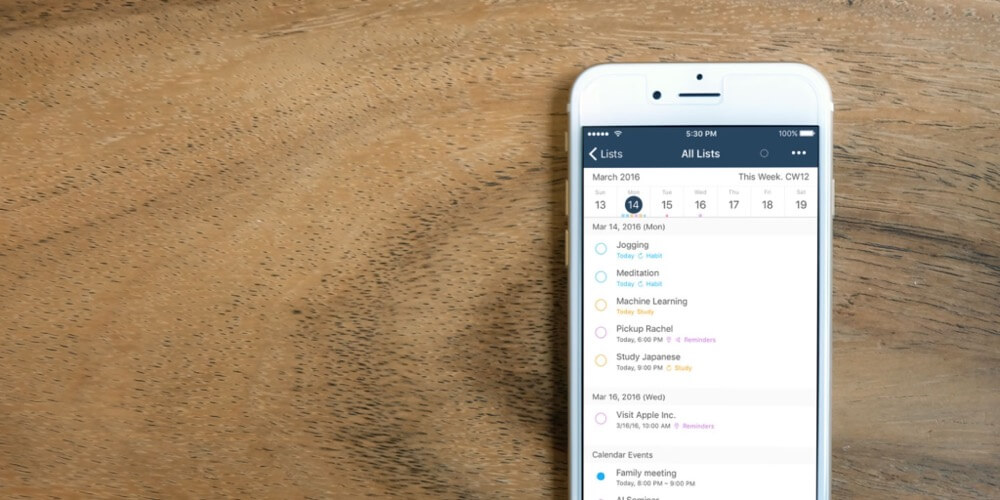 5:30 PM 100%
Lists All Lists
March 2016 This Week. CW12
Sun Mon Tue Wed Thu Fri Sat
13 14 15 16 17 18 19
Mar 14, 2016 (Mon)
Jogging
Today Habit
Meditation
Today Habit
Machine Learning
Today Study
Pickup Rachel
Today, 6:00 PM Reminders
Study Japanese
Today, 9:00 PM Study
Mar 16, 2016 (Wed)
Visit Apple Inc.
3/16/16, 10:00 AM Reminders
Calendar Events
Family meeting
Today, 8:00 PM ~ 9:00 PM
AI Seminar